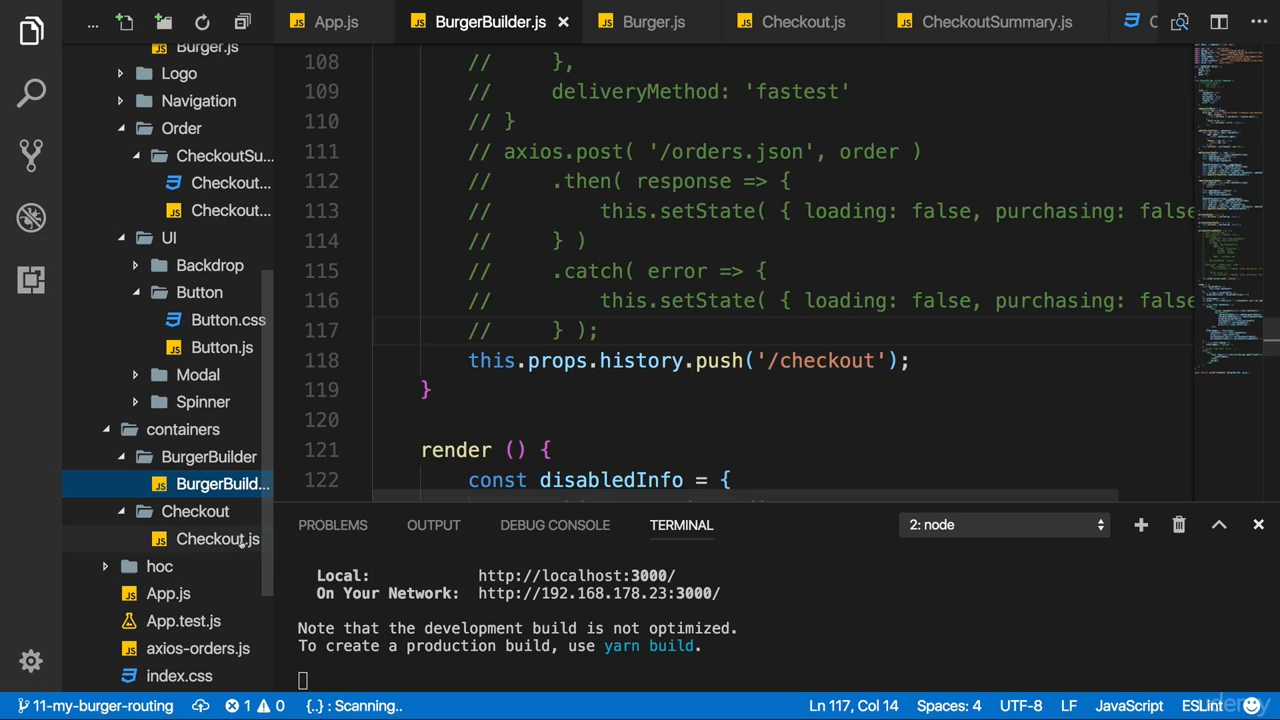 ...
App.js
BurgerBuilder.js
Burger.js
Checkout.js
CheckoutSummary.js
C
...
Burger.js
Logo
Navigation
Order
CheckoutSu...
Checkout...
Checkout...
UI
Backdrop
Button
Button.css
Button.js
Modal
Spinner
containers
BurgerBuilder
BurgerBuild...
Checkout
Checkout.js
hoc
App.js
App.test.js
axios-orders.js
index.css
108 //     },
109 //     deliveryMethod: 'fastest'
110 // }
111 // axios.post( '/orders.json', order )
112 //     .then( response => {
113 //         this.setState( { loading: false, purchasing: fals
114 //     } )
115 //     .catch( error => {
116 //         this.setState( { loading: false, purchasing: fals
117 //     } );
118 this.props.history.push('/checkout');
119 }
120
121 render () {
122 const disabledInfo = {
PROBLEMS OUTPUT DEBUG CONSOLE TERMINAL 2: node
Local: http://localhost:3000/
On Your Network: http://192.168.178.23:3000/
Note that the development build is not optimized.
To create a production build, use yarn build.
11-my-burger-routing 1 0 {..} : Scanning... Ln 117, Col 14 Spaces: 4 UTF-8 LF JavaScript ESLint
udemy